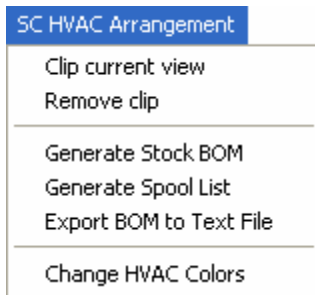 SC HVAC Arrangement
Clip current view
Remove clip
Generate Stock BOM
Generate Spool List
Export BOM to Text File
Change HVAC Colors